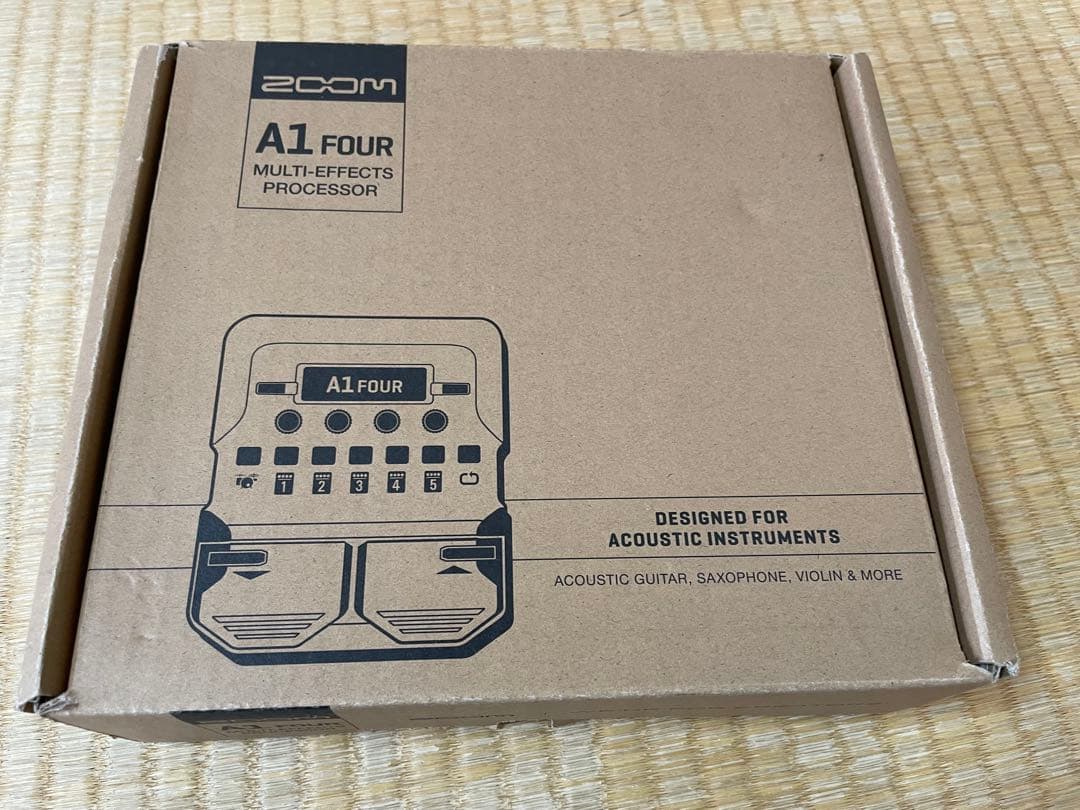 ZOOM
A1 FOUR
MULTI-EFFECTS
PROCESSOR
A1 FOUR
1 2 3 4 5
DESIGNED FOR
ACOUSTIC INSTRUMENTS
ACOUSTIC GUITAR, SAXOPHONE, VIOLIN & MORE